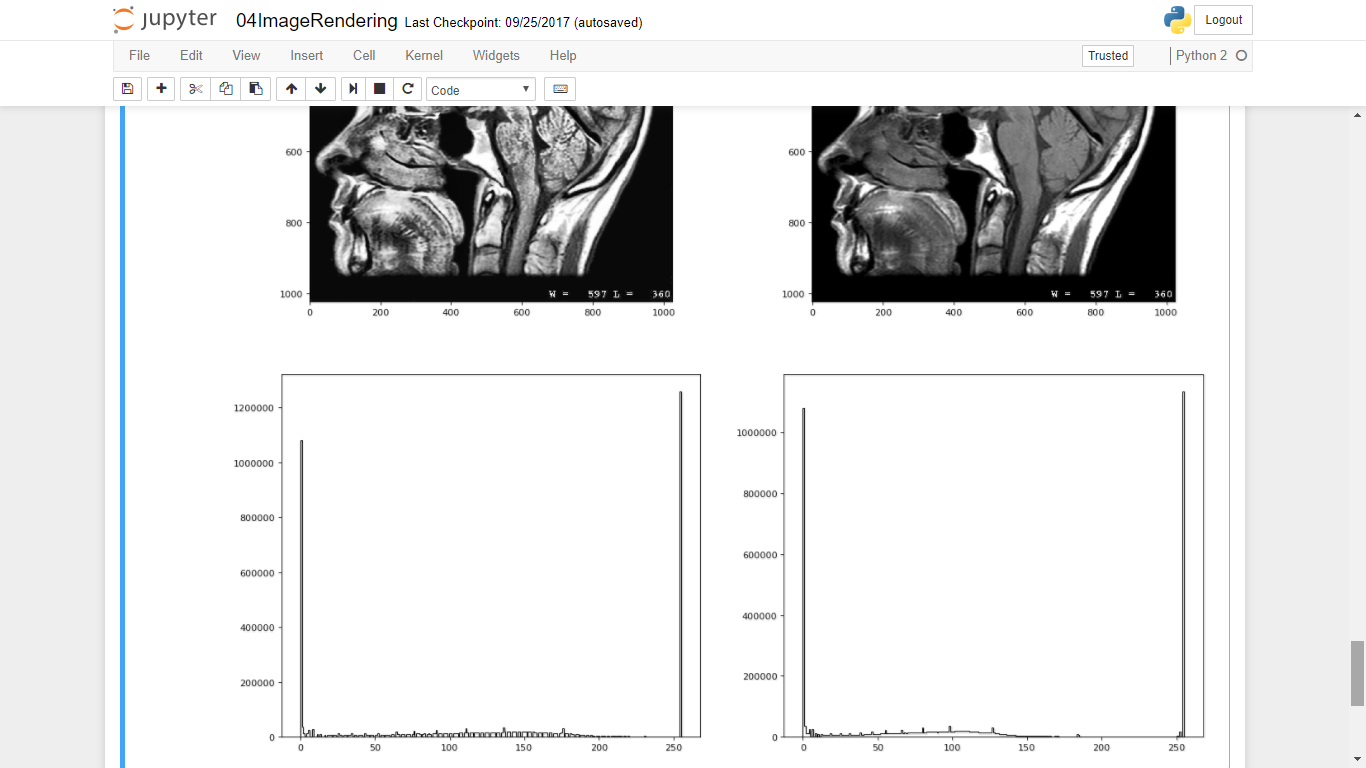 jupyter 04ImageRendering Last Checkpoint: 09/25/2017 (autosaved) Logout
File Edit View Insert Cell Kernel Widgets Help Trusted Python 2
Code
600 600
800 800
1000 W = 597 L = 360 1000 W = 597 L = 360
0 200 400 600 800 1000 0 200 400 600 800 1000
1200000
1000000 1000000
800000 800000
600000 600000
400000 400000
200000 200000
0 0
0 50 100 150 200 250 0 50 100 150 200 250